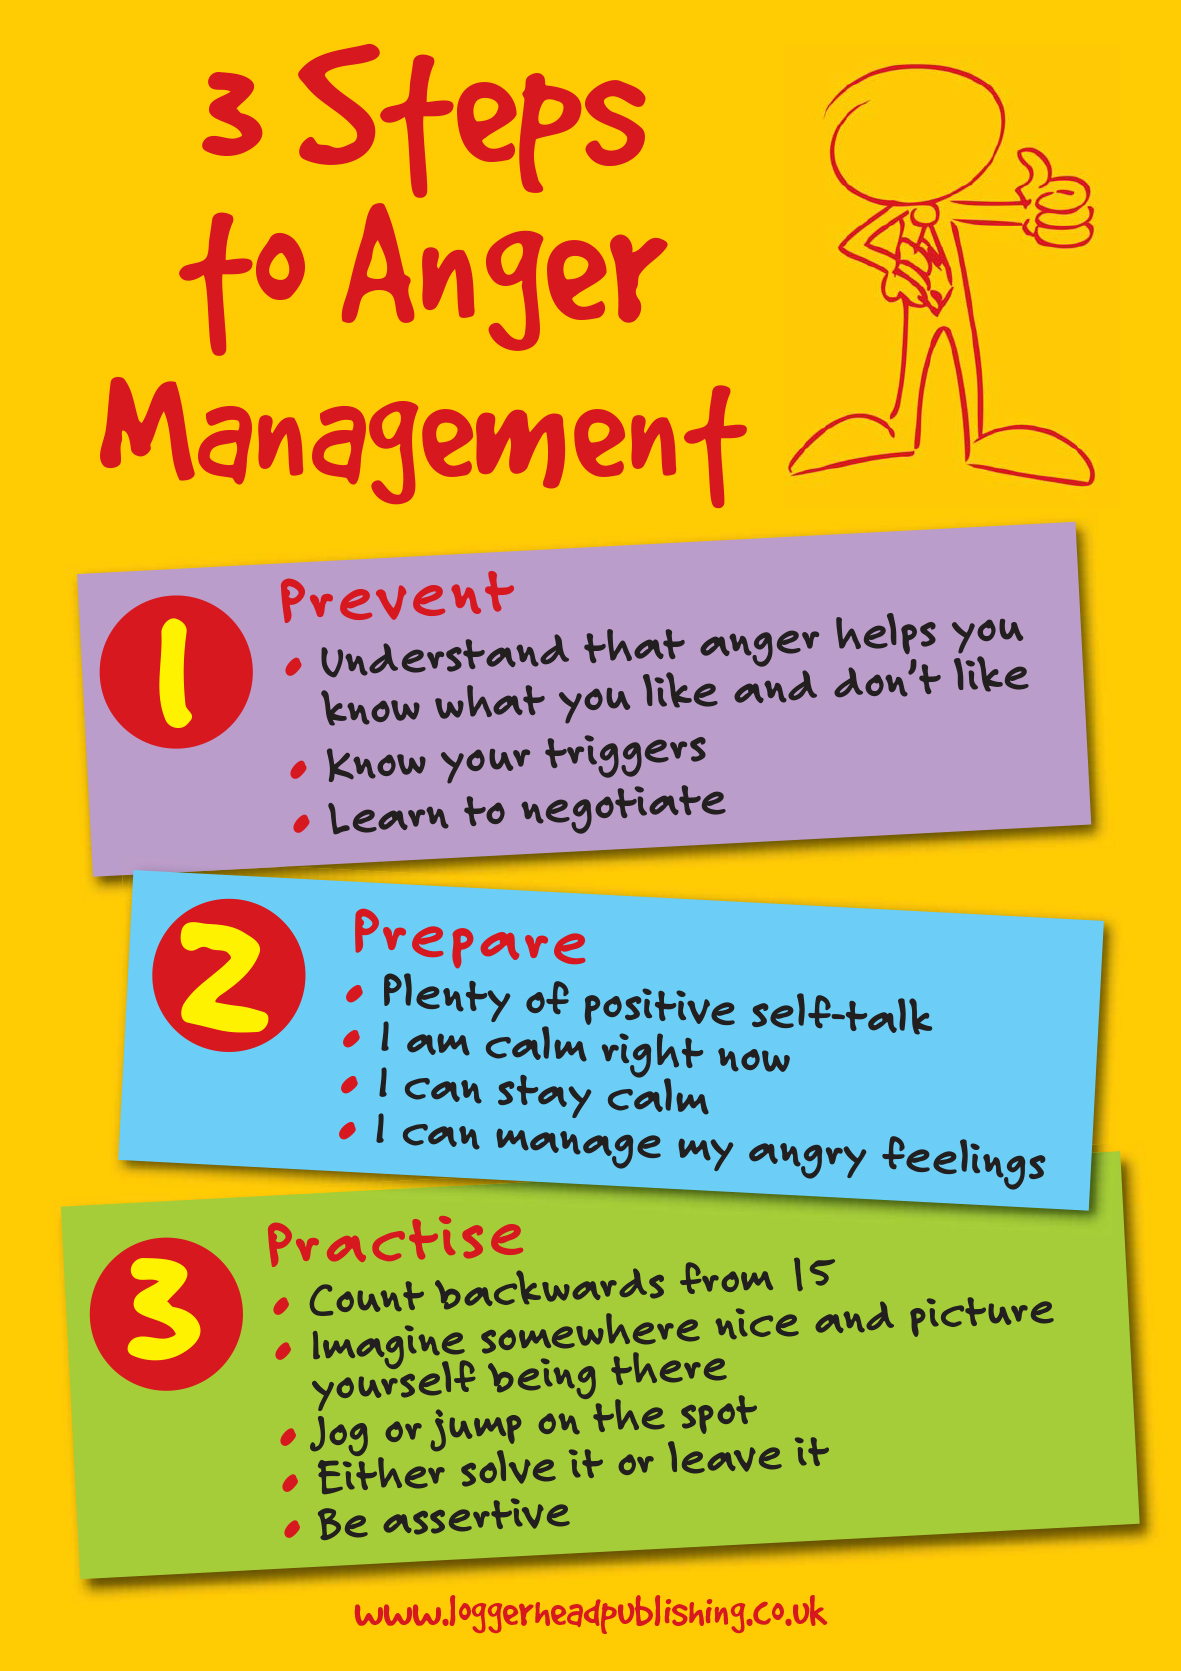 3 Steps
to Anger
Management
1
Prevent
• Understand that anger helps you
know what you like and don't like
• Know your triggers
• Learn to negotiate
2
Prepare
• Plenty of positive self-talk
• I am calm right now
• I can stay calm
• I can manage my angry feelings
3
Practise
• Count backwards from 15
• Imagine somewhere nice and picture
yourself being there
• Jog or jump on the spot
• Either solve it or leave it
• Be assertive
www.loggerheadpublishing.co.uk